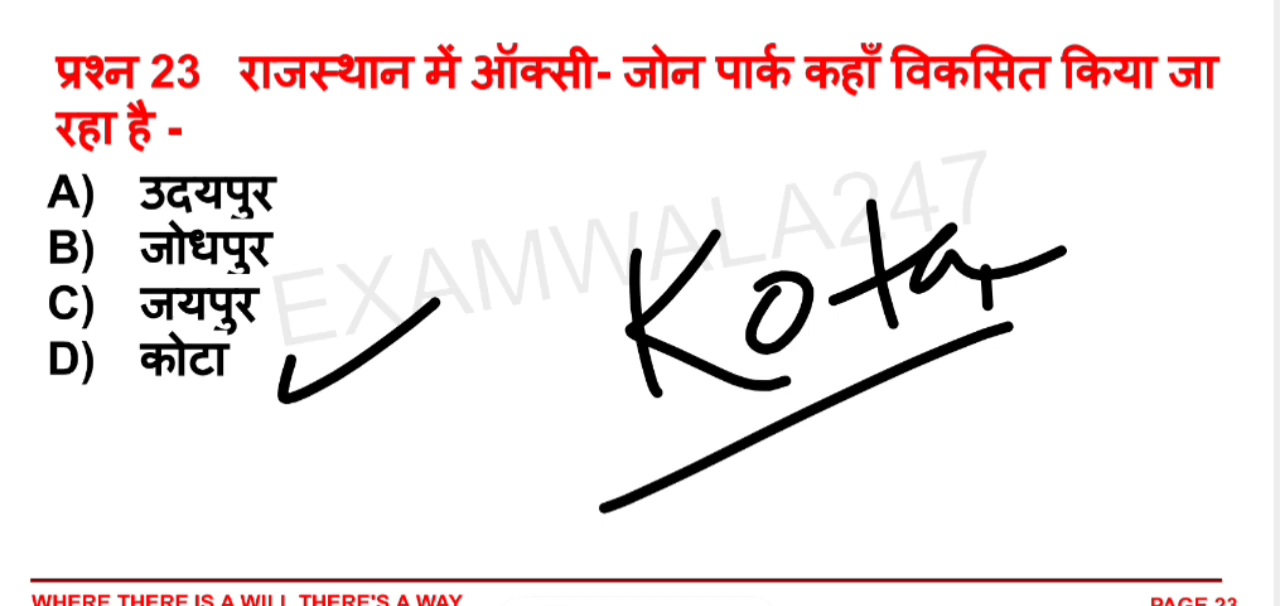 प्रश्न 23 राजस्थान में ऑक्सी- जोन पार्क कहाँ विकसित किया जा
रहा है -
A) उदयपुर
B) जोधपुर
C) जयपुर
D) कोटा
Kota
EXAMWALA247
WHERE THERE IS A WILL THERE'S A WAY
PAGE 23